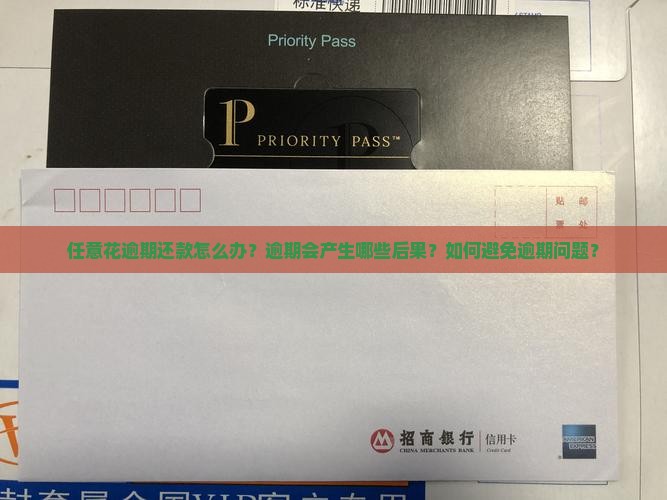 标准快递
Priority Pass
P
PRIORITY PASS™
贴 邮
票
处
任意花逾期还款怎么办？逾期会产生哪些后果？如何避免逾期问题？
招商银行 信用卡
CHINA MERCHANTS BANK Credit Card
AMERICAN
EXPRESS
®